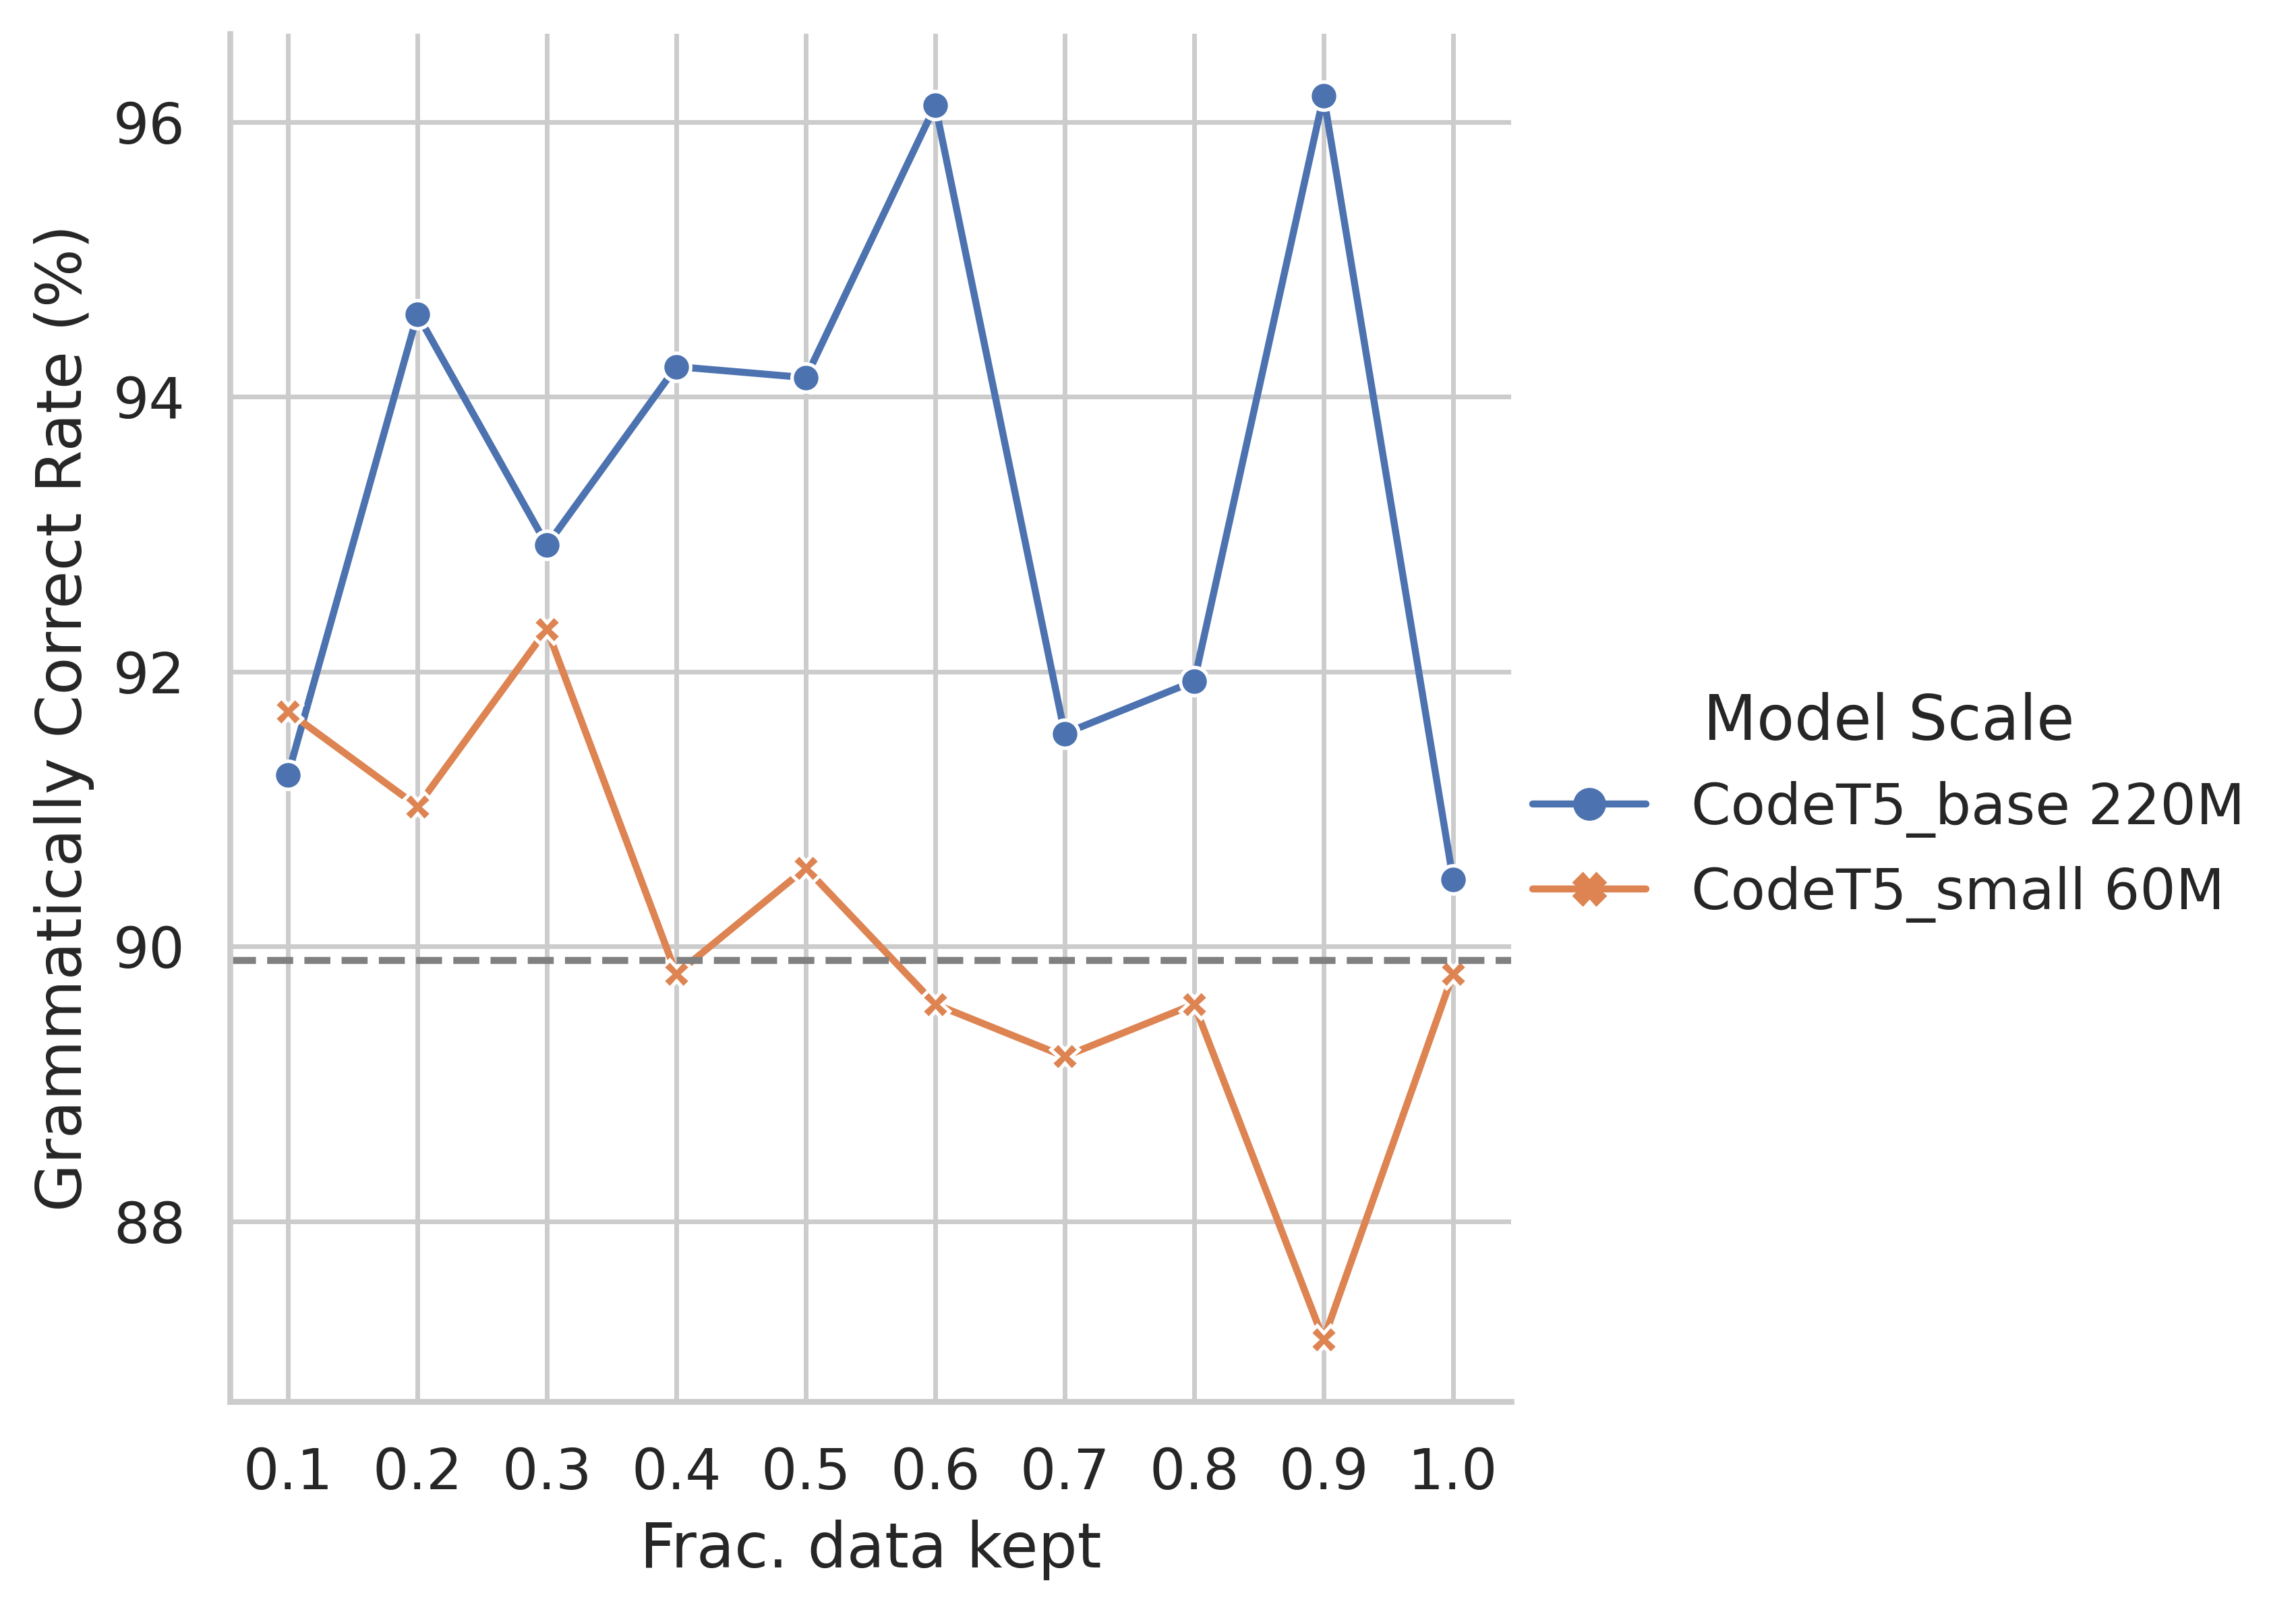 Grammatically Correct Rate (%)
96
94
92
90
88
0.1 0.2 0.3 0.4 0.5 0.6 0.7 0.8 0.9 1.0
Frac. data kept
Model Scale
CodeT5_base 220M
CodeT5_small 60M